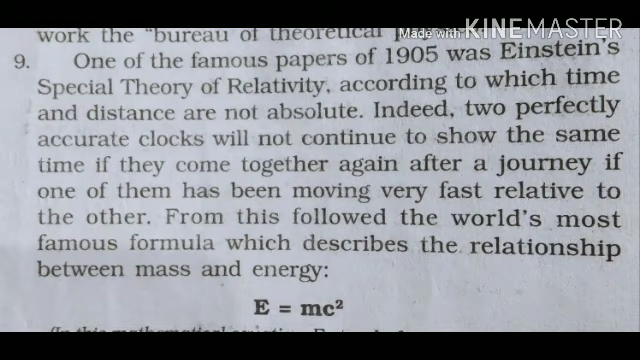 work the "bureau of theoretical
Made with KINEMASTER
9. One of the famous papers of 1905 was Einstein's
Special Theory of Relativity, according to which time
and distance are not absolute. Indeed, two perfectly
accurate clocks will not continue to show the same
time if they come together again after a journey if
one of them has been moving very fast relative to
the other. From this followed the world's most
famous formula which describes the relationship
between mass and energy:
E = mc²
(In this mathematical equation, E